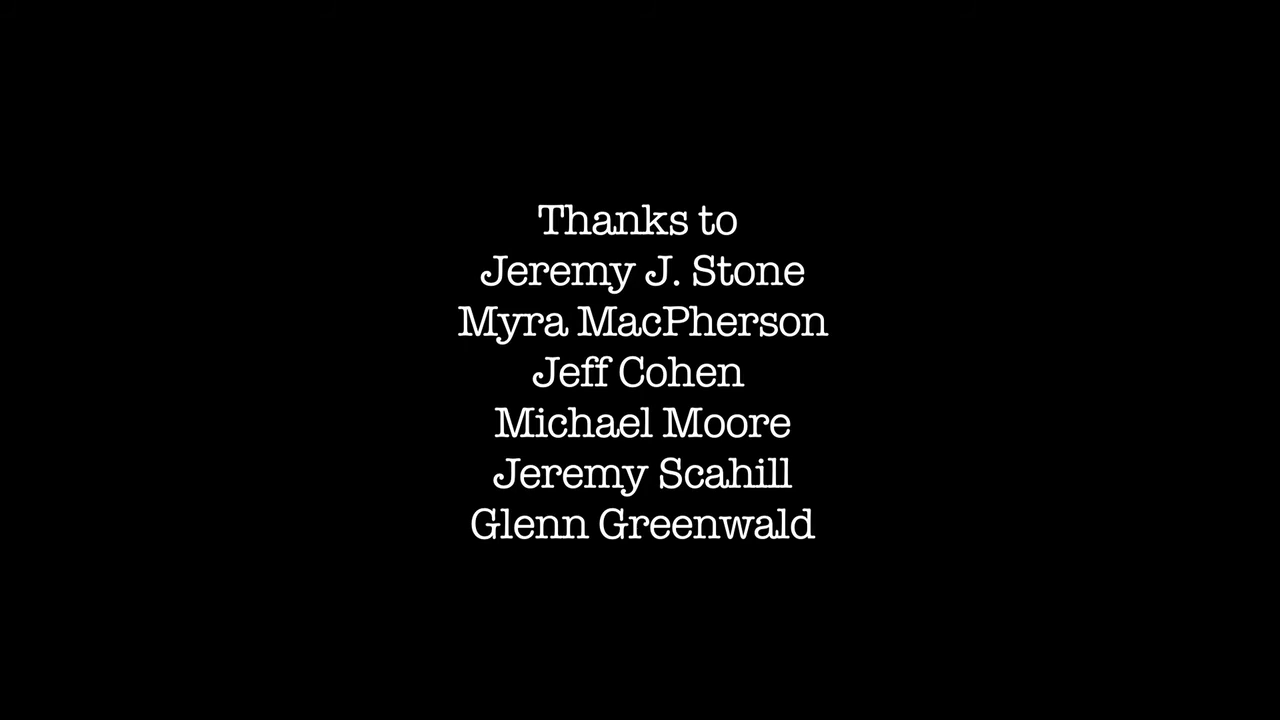 Thanks to
Jeremy J. Stone
Myra MacPherson
Jeff Cohen
Michael Moore
Jeremy Scahill
Glenn Greenwald